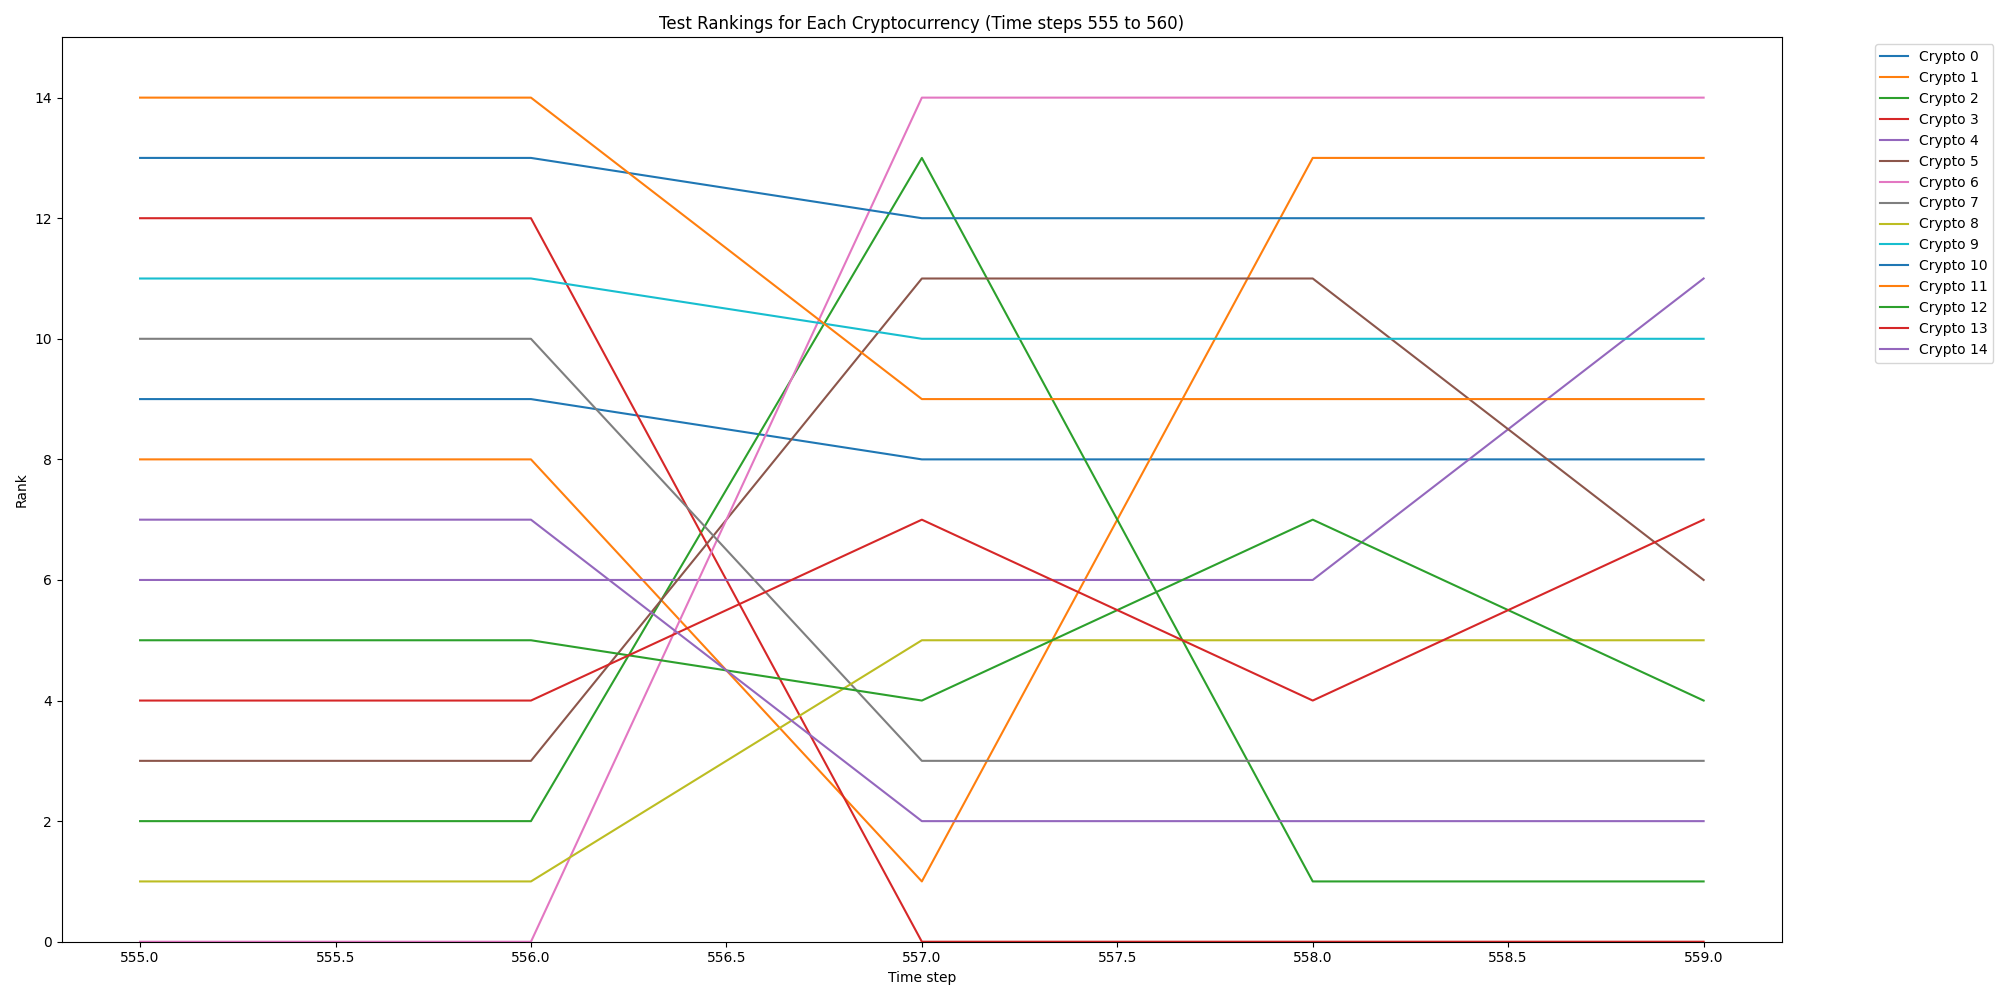 Test Rankings for Each Cryptocurrency (Time steps 555 to 560)
14
12
10
8
6
4
2
0
Rank
555.0 555.5 556.0 556.5 557.0 557.5 558.0 558.5 559.0
Time step
Crypto 0
Crypto 1
Crypto 2
Crypto 3
Crypto 4
Crypto 5
Crypto 6
Crypto 7
Crypto 8
Crypto 9
Crypto 10
Crypto 11
Crypto 12
Crypto 13
Crypto 14